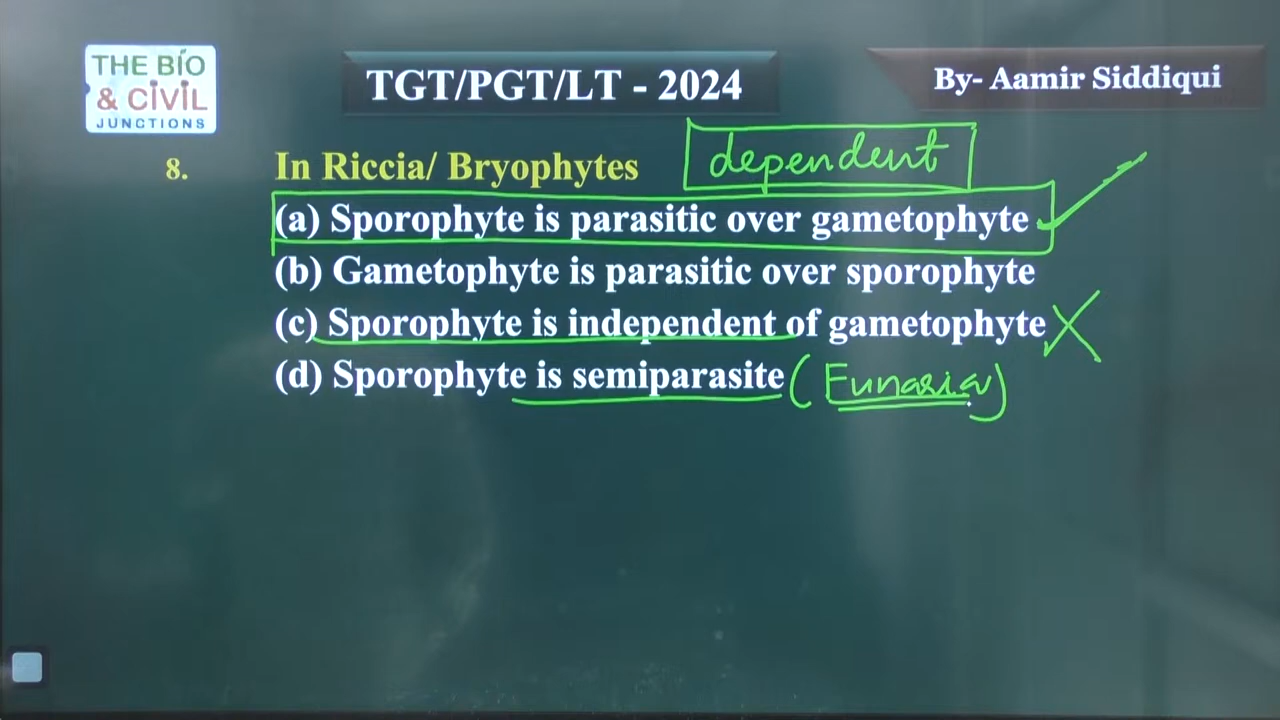 THE BIO
& CIVIL
JUNCTIONS
TGT/PGT/LT - 2024
By- Aamir Siddiqui
8. In Riccia/ Bryophytes dependent
(a) Sporophyte is parasitic over gametophyte
(b) Gametophyte is parasitic over sporophyte
(c) Sporophyte is independent of gametophyte
(d) Sporophyte is semiparasite (Funaria)